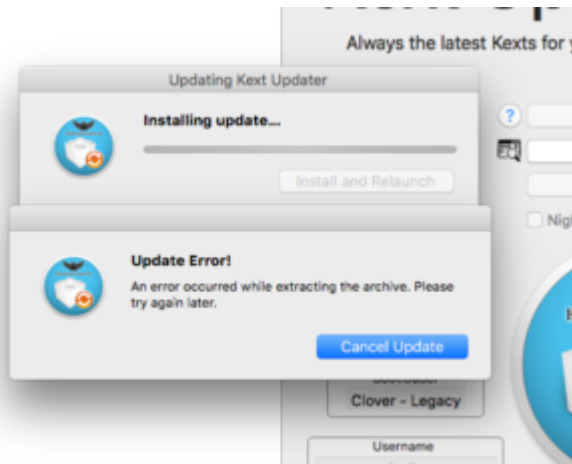 Always the latest Kexts for
Updating Kext Updater
Installing update...
Install and Relaunch
Update Error!
An error occurred while extracting the archive. Please
try again later.
Cancel Update
?
Clover - Legacy
Username